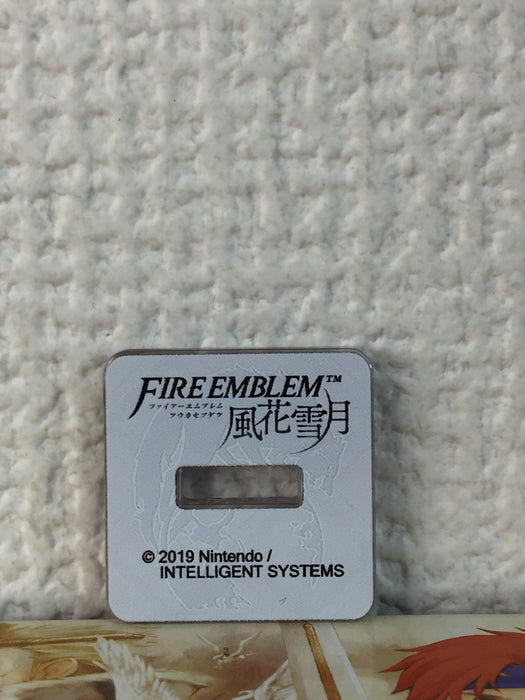 FIRE EMBLEM™
ファイアーエムブレム
フウカセツゲツ
風花雪月
© 2019 Nintendo /
INTELLIGENT SYSTEMS